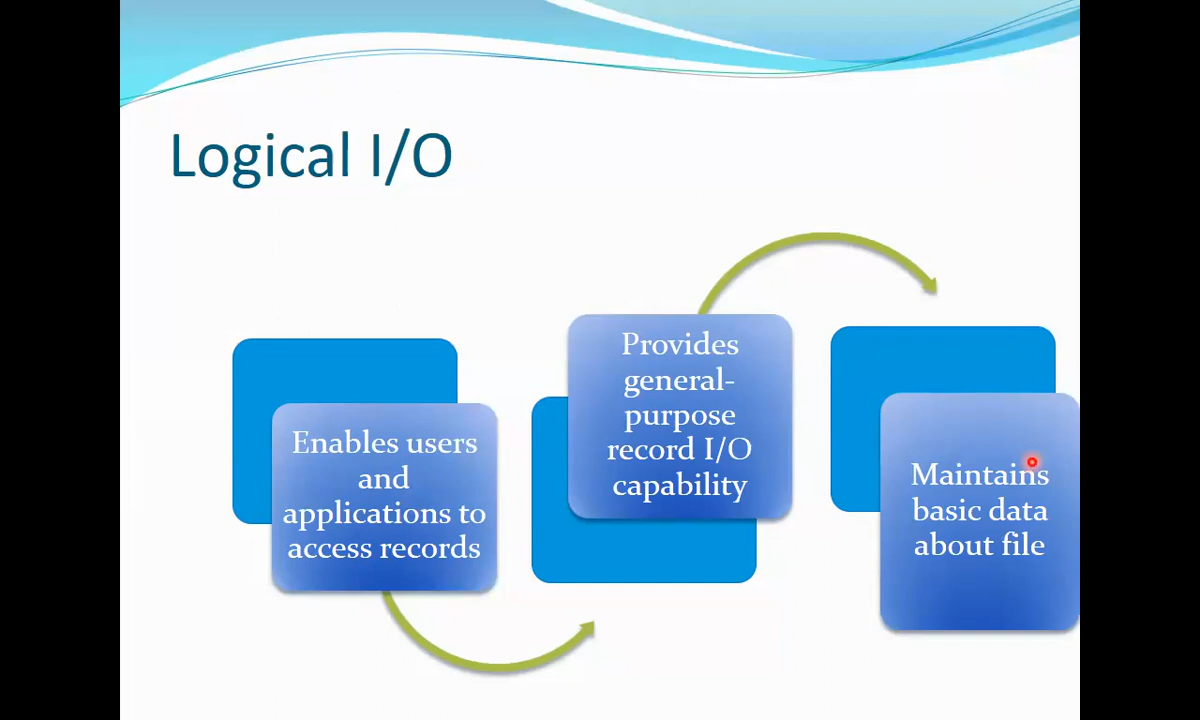 Logical I/O
Enables users
and
applications to
access records
Provides
general-
purpose
record I/O
capability
Maintains
basic data
about file